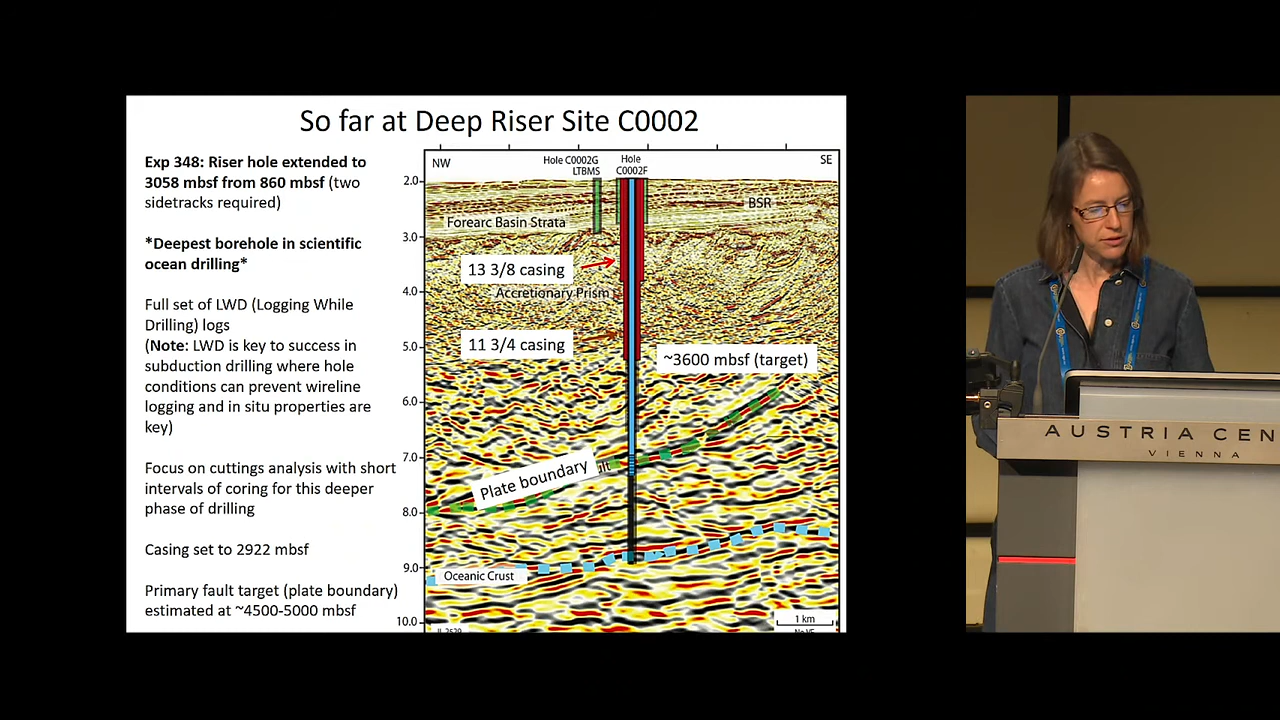 So far at Deep Riser Site C0002
Exp 348: Riser hole extended to
3058 mbsf from 860 mbsf (two
sidetracks required)
*Deepest borehole in scientific
ocean drilling*
Full set of LWD (Logging While
Drilling) logs
(Note: LWD is key to success in
subduction drilling where hole
conditions can prevent wireline
logging and in situ properties are
key)
Focus on cuttings analysis with short
intervals of coring for this deeper
phase of drilling
Casing set to 2922 mbsf
Primary fault target (plate boundary)
estimated at ~4500-5000 mbsf
NW
Hole C0002G
LTBMS
Hole
C0002F
SE
2.0
BSR
Forearc Basin Strata
3.0
13 3/8 casing
4.0
Accretionary Prism
11 3/4 casing
5.0
~3600 mbsf (target)
6.0
7.0
Plate boundary
8.0
9.0
Oceanic Crust
10.0
1 km
AUSTRIA CEN
VIENNA